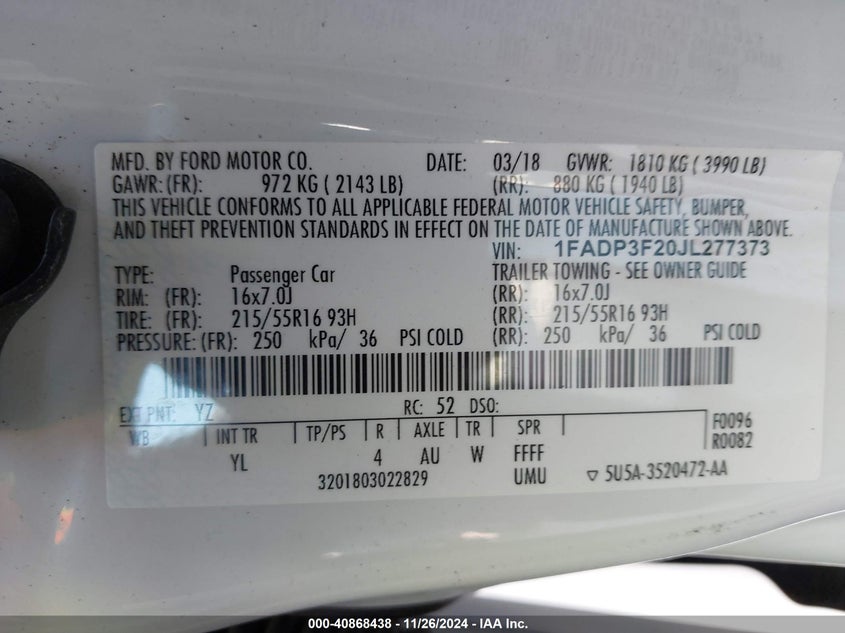 MFD. BY FORD MOTOR CO. DATE: 03/18 GVWR: 1810 KG ( 3990 LB)
GAWR: (FR): 972 KG ( 2143 LB) (RR): 880 KG ( 1940 LB)
THIS VEHICLE CONFORMS TO ALL APPLICABLE FEDERAL MOTOR VEHICLE SAFETY, BUMPER,
AND THEFT PREVENTION STANDARDS IN EFFECT ON THE DATE OF MANUFACTURE SHOWN ABOVE.
VIN: 1FADP3F20JL277373
TYPE: Passenger Car TRAILER TOWING - SEE OWNER GUIDE
RIM: (FR): 16x7.0J (RR): 16x7.0J
TIRE: (FR): 215/55R16 93H (RR): 215/55R16 93H
PRESSURE: (FR): 250 kPa/ 36 PSI COLD (RR): 250 kPa/ 36 PSI COLD
EXT PNT: YZ RC: 52 DSO:
WB INT TR TP/PS R AXLE TR SPR F0096
YL 4 AU W FFFF R0082
3201803022829 UMU ▽ 5U5A-3520472-AA
000-40868438 - 11/26/2024 - IAA Inc.